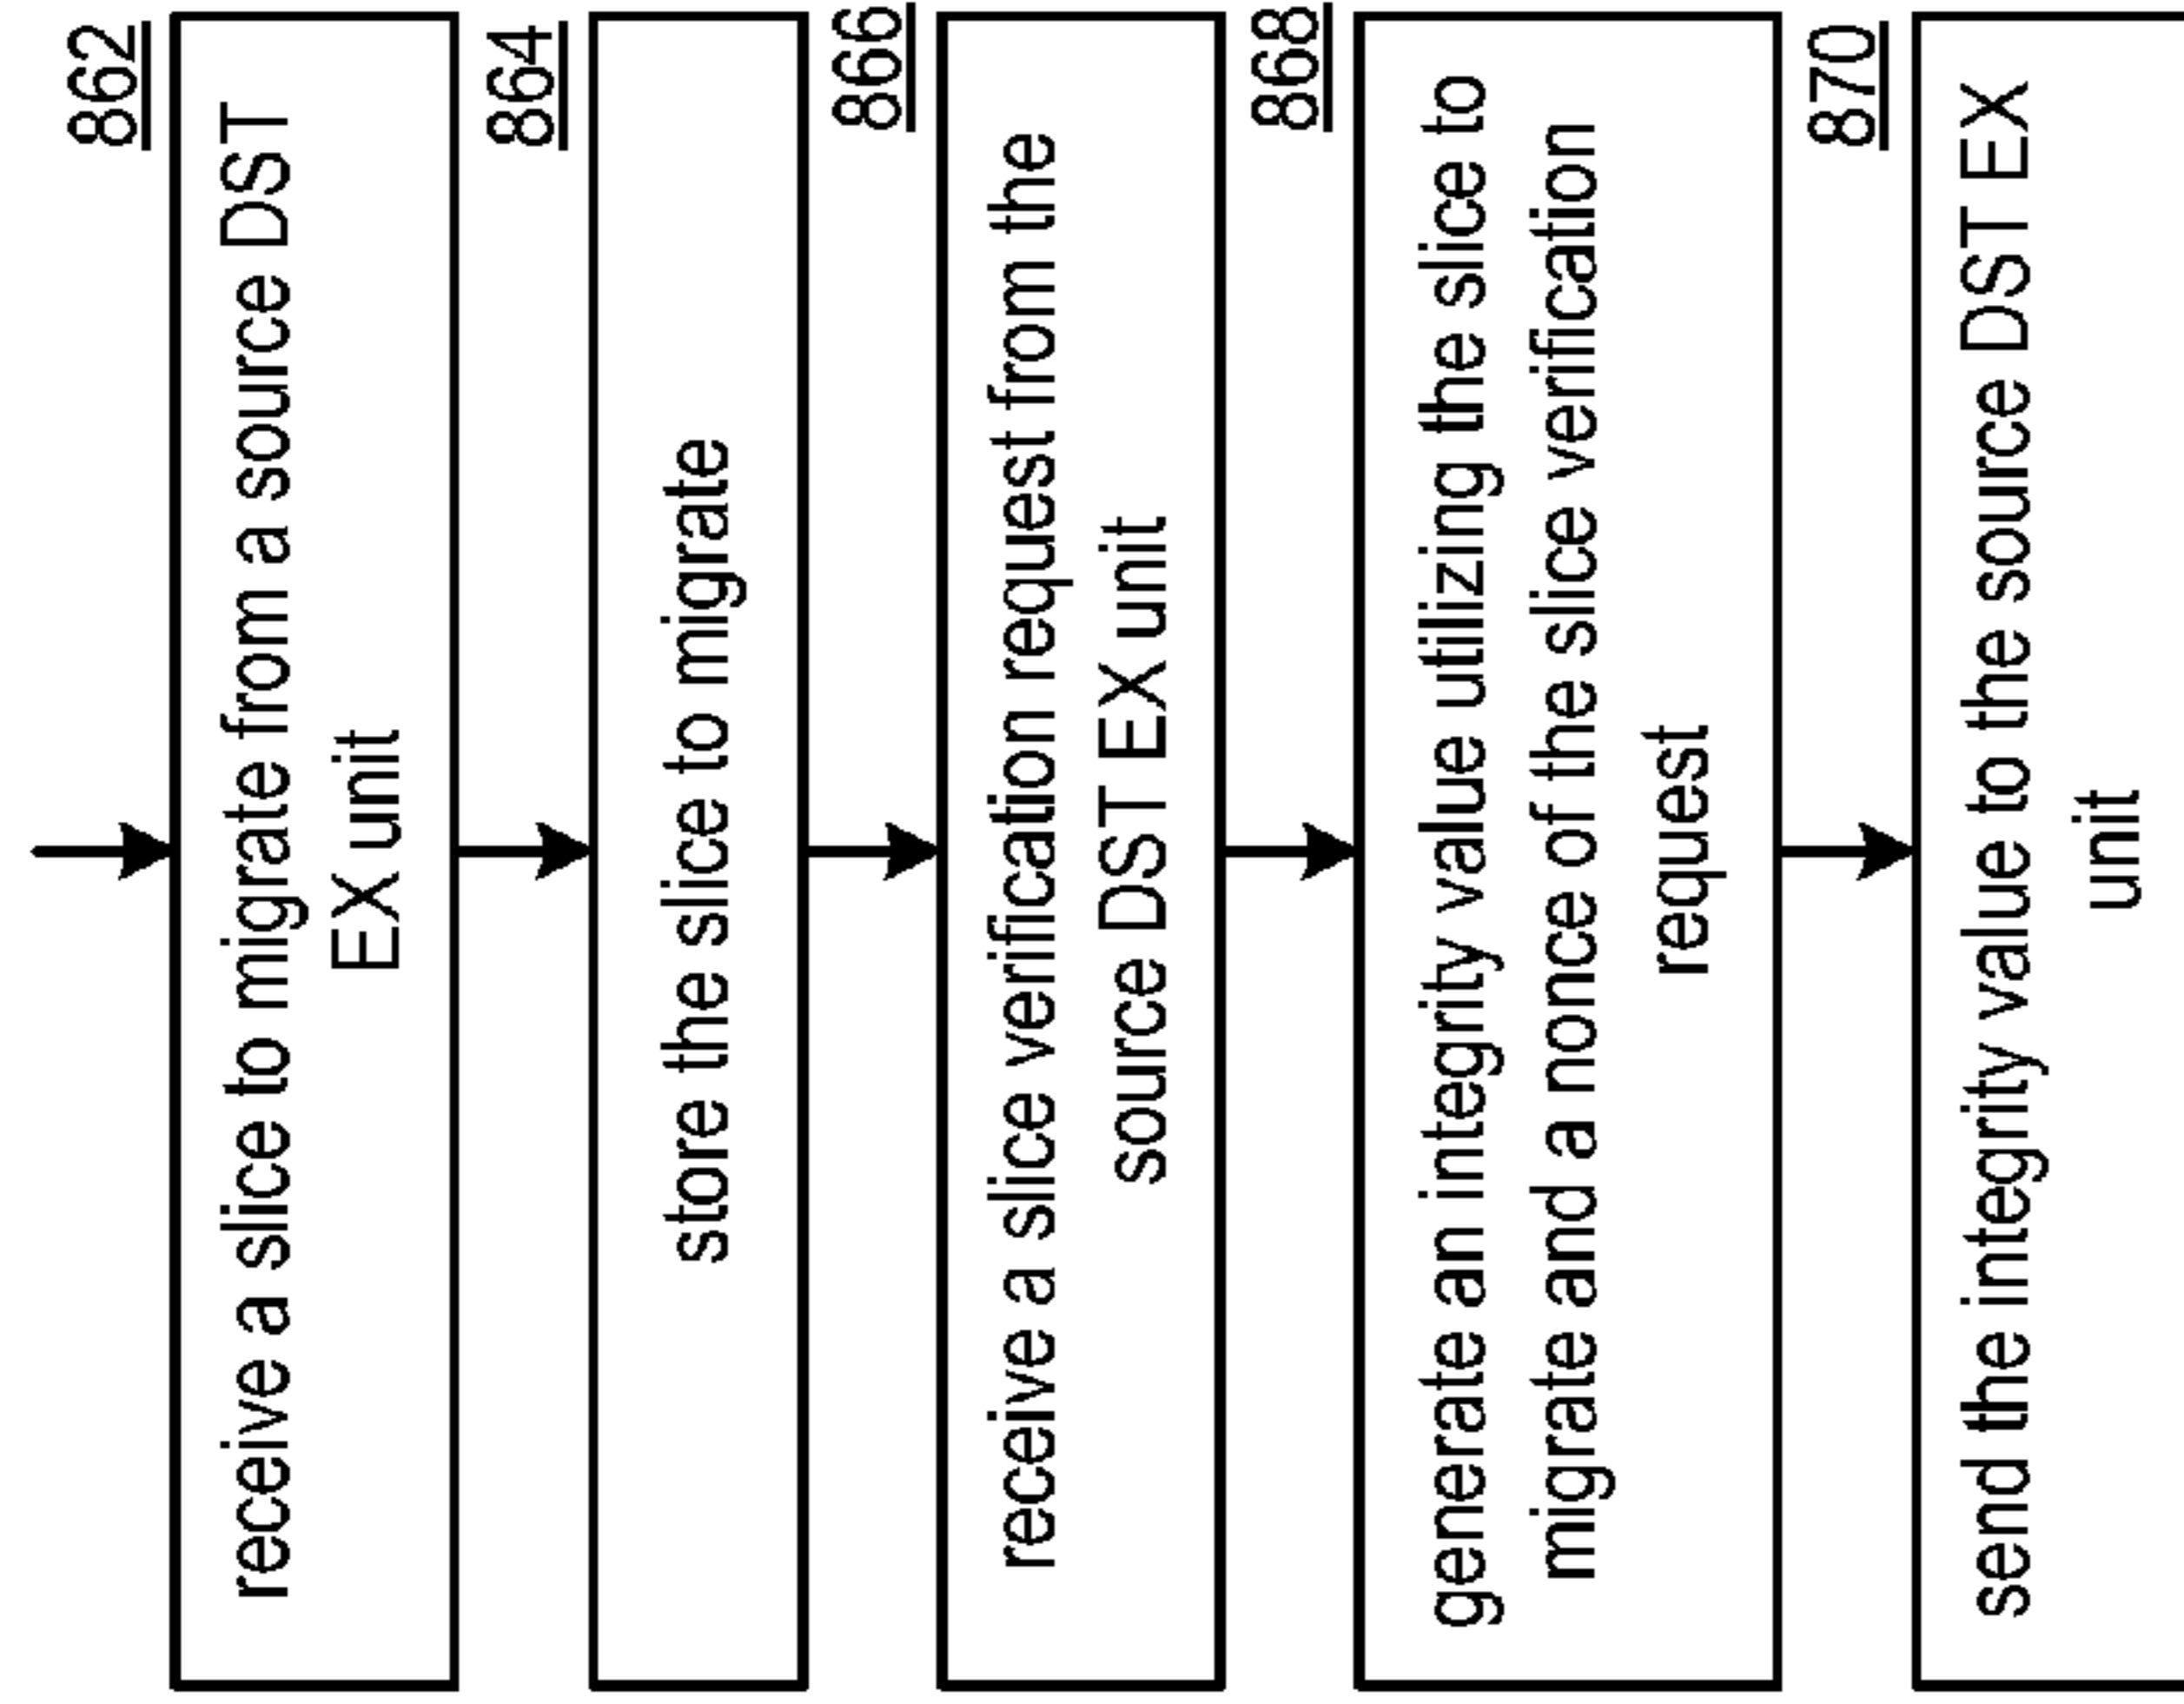 862
receive a slice to migrate from a source DST
EX unit
864
store the slice to migrate
866
receive a slice verification request from the
source DST EX unit
868
generate an integrity value utilizing the slice to
migrate and a nonce of the slice verification
request
870
send the integrity value to the source DST EX
unit